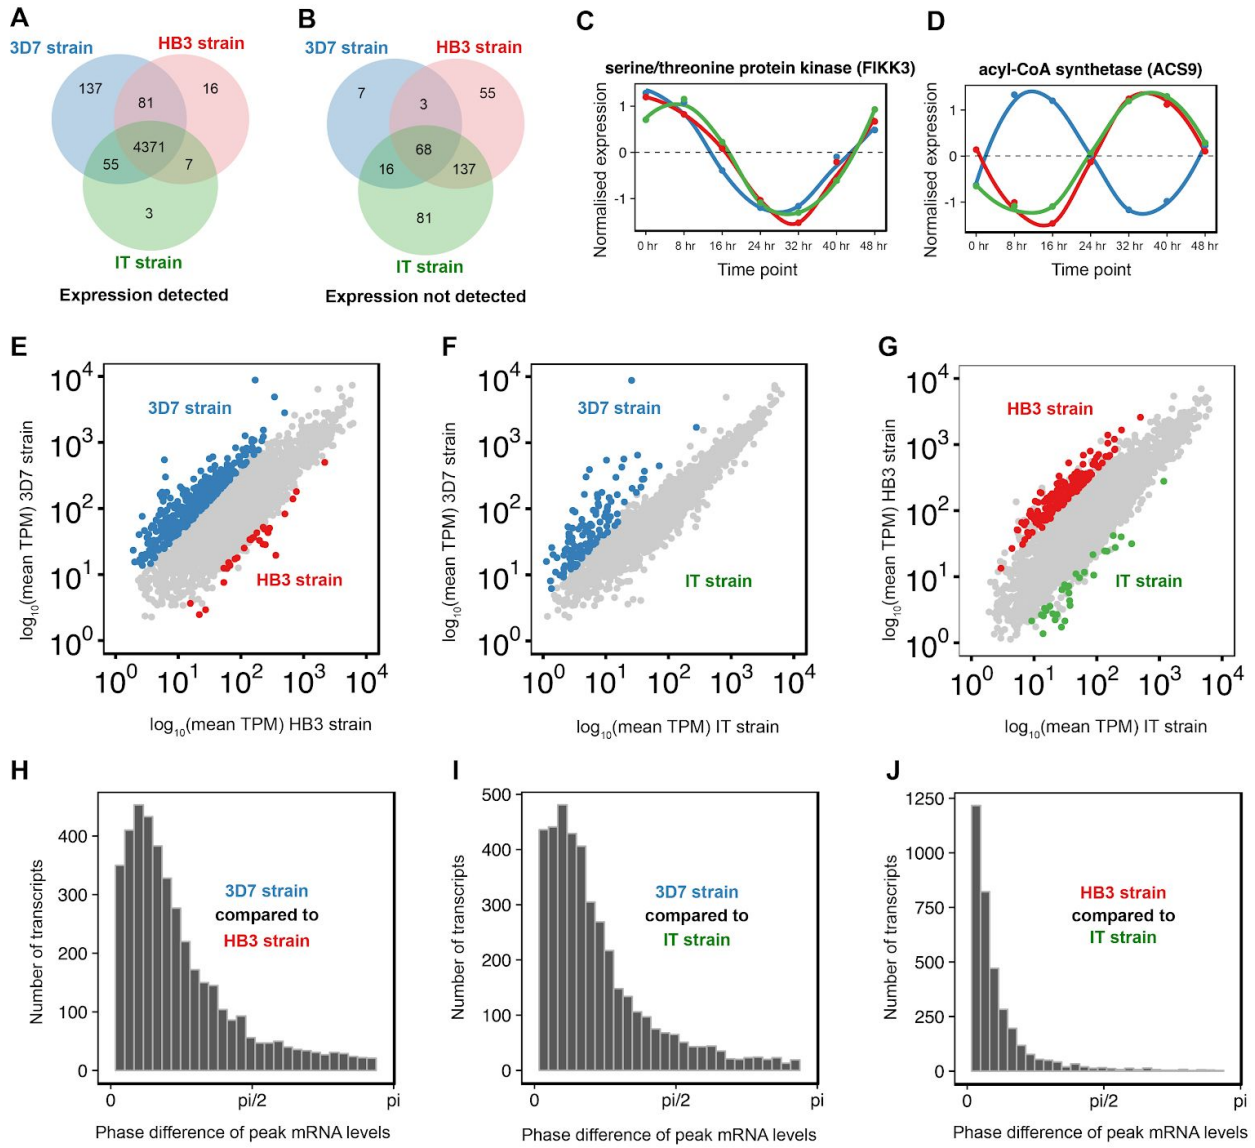 A
3D7 strain
HB3 strain
137
81
16
4371
55
7
3
IT strain
Expression detected
B
3D7 strain
HB3 strain
7
3
55
68
16
137
81
IT strain
Expression not detected
C
serine/threonine protein kinase (FIKK3)
Normalised expression
1
0
-1
0 hr 8 hr 16 hr 24 hr 32 hr 40 hr 48 hr
Time point
D
acyl-CoA synthetase (ACS9)
Normalised expression
1
0
-1
0 hr 8 hr 16 hr 24 hr 32 hr 40 hr 48hr
Time point
E
log10(mean TPM) 3D7 strain
10^4
10^3
10^2
10^1
10^0
3D7 strain
HB3 strain
10^0 10^1 10^2 10^3 10^4
log10(mean TPM) HB3 strain
F
log10(mean TPM) 3D7 strain
10^4
10^3
10^2
10^1
10^0
3D7 strain
IT strain
10^0 10^1 10^2 10^3 10^4
log10(mean TPM) IT strain
G
log10(mean TPM) HB3 strain
10^4
10^3
10^2
10^1
10^0
HB3 strain
IT strain
10^0 10^1 10^2 10^3 10^4
log10(mean TPM) IT strain
H
Number of transcripts
400
300
200
100
0
3D7 strain
compared to
HB3 strain
0 pi/2 pi
Phase difference of peak mRNA levels
I
Number of transcripts
500
400
300
200
100
0
3D7 strain
compared to
IT strain
0 pi/2 pi
Phase difference of peak mRNA levels
J
Number of transcripts
1250
1000
750
500
250
0
HB3 strain
compared to
IT strain
0 pi/2 pi
Phase difference of peak mRNA levels